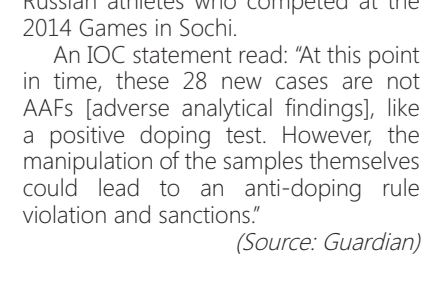 Russian athletes who competed at the
2014 Games in Sochi.
An IOC statement read: “At this point
in time, these 28 new cases are not
AAFs [adverse analytical findings], like
a positive doping test. However, the
manipulation of the samples themselves
could lead to an anti-doping rule
violation and sanctions.”
(Source: Guardian)